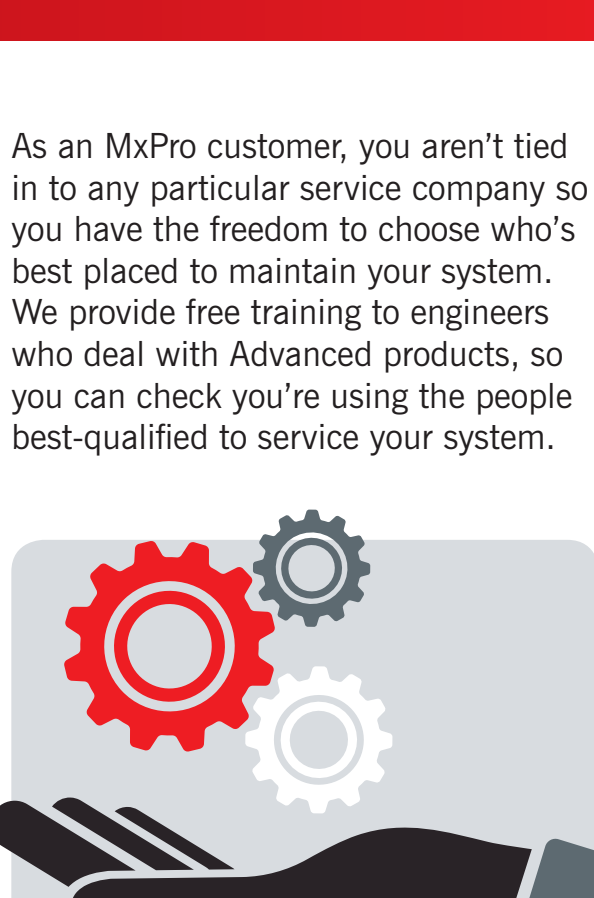 As an MxPro customer, you aren’t tied
in to any particular service company so
you have the freedom to choose who’s
best placed to maintain your system.
We provide free training to engineers
who deal with Advanced products, so
you can check you’re using the people
best-qualified to service your system.